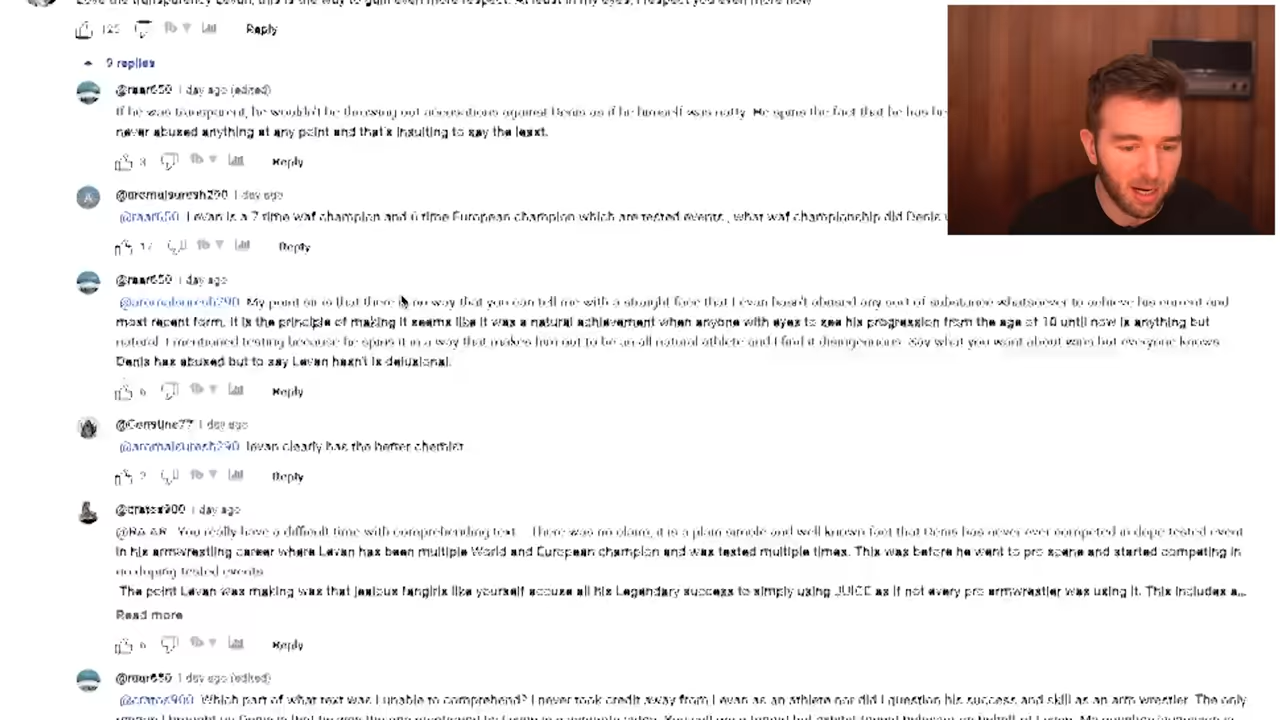 Love the transparency Levan, this is the way to gain even more respect. At least in my eyes, I respect you even more now
125 Reply
9 replies
@raar650 1 day ago (edited)
If he was transparent, he wouldn't be throwing out accusations against Denis as if he himself was natty. He spins the fact that he has
never abused anything at any point and that's insulting to say the least.
3 Reply
@aromalsuresh290 1 day ago
@raar650 Levan is a 7 time waf champion and 6 time European champion which are tested events , what waf championship did Denis
17 Reply
@raar650 1 day ago
@aromalsuresh290 My point is that there is no way that you can tell me with a straight face that Levan hasn't abused any sort of substance whatsoever to achieve his current and
most recent form. It is the principle of making it seems like it was a natural achievement when anyone with eyes to see his progression from the age of 18 until now is anything but
natural. I mentioned testing because he spins it in a way that makes him out to be an all natural athlete and I find it disingenuous. Say what you want about who but everyone knows
Denis has abused but to say Levan hasn't is delusional.
6 Reply
1 day ago
@aromalsuresh290 levan clearly has the better chemist
2 Reply
@cratos900 1 day ago
You really have a difficult time with comprehending text. There was no claim, it is a plain simple and well known fact that Denis has never ever competed in dope tested event
in his armwrestling career where Levan has been multiple World and European champion and was tested multiple times. This was before he went to pro scene and started competing in
no doping tested events
The point Levan was making was that jealous fangirls like yourself accuse all his Legendary success to simply using JUICE as if not every pro armwrestler was using it. This includes a...
Read more
6 Reply
@raar650 1 day ago (edited)
@cratos900 Which part of what text was I unable to comprehend? I never took credit away from Levan as an athlete nor did I question his success and skill as an arm wrestler. The only